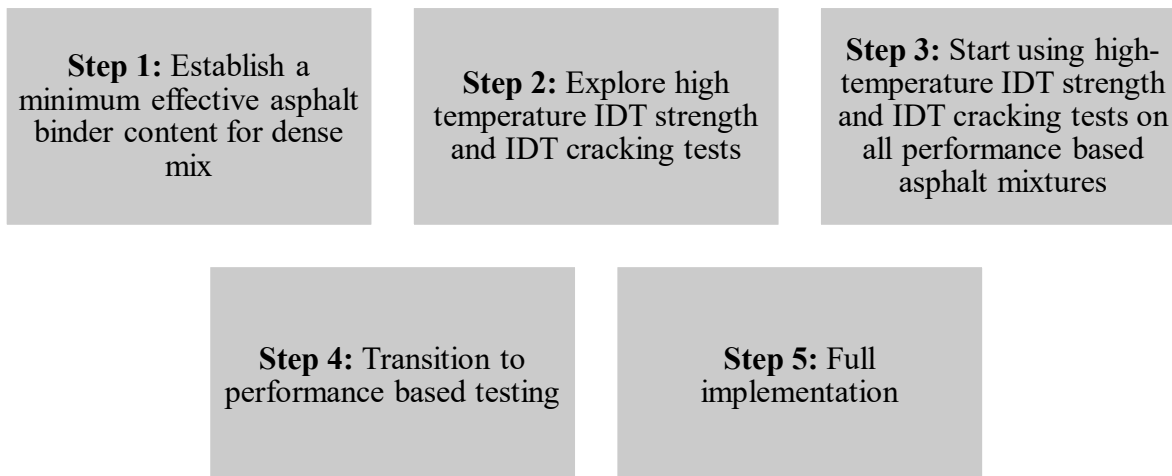 Step 1: Establish a
minimum effective asphalt
binder content for dense
mix
Step 2: Explore high
temperature IDT strength
and IDT cracking tests
Step 3: Start using high-
temperature IDT strength
and IDT cracking tests on
all performance based
asphalt mixtures
Step 4: Transition to
performance based testing
Step 5: Full
implementation